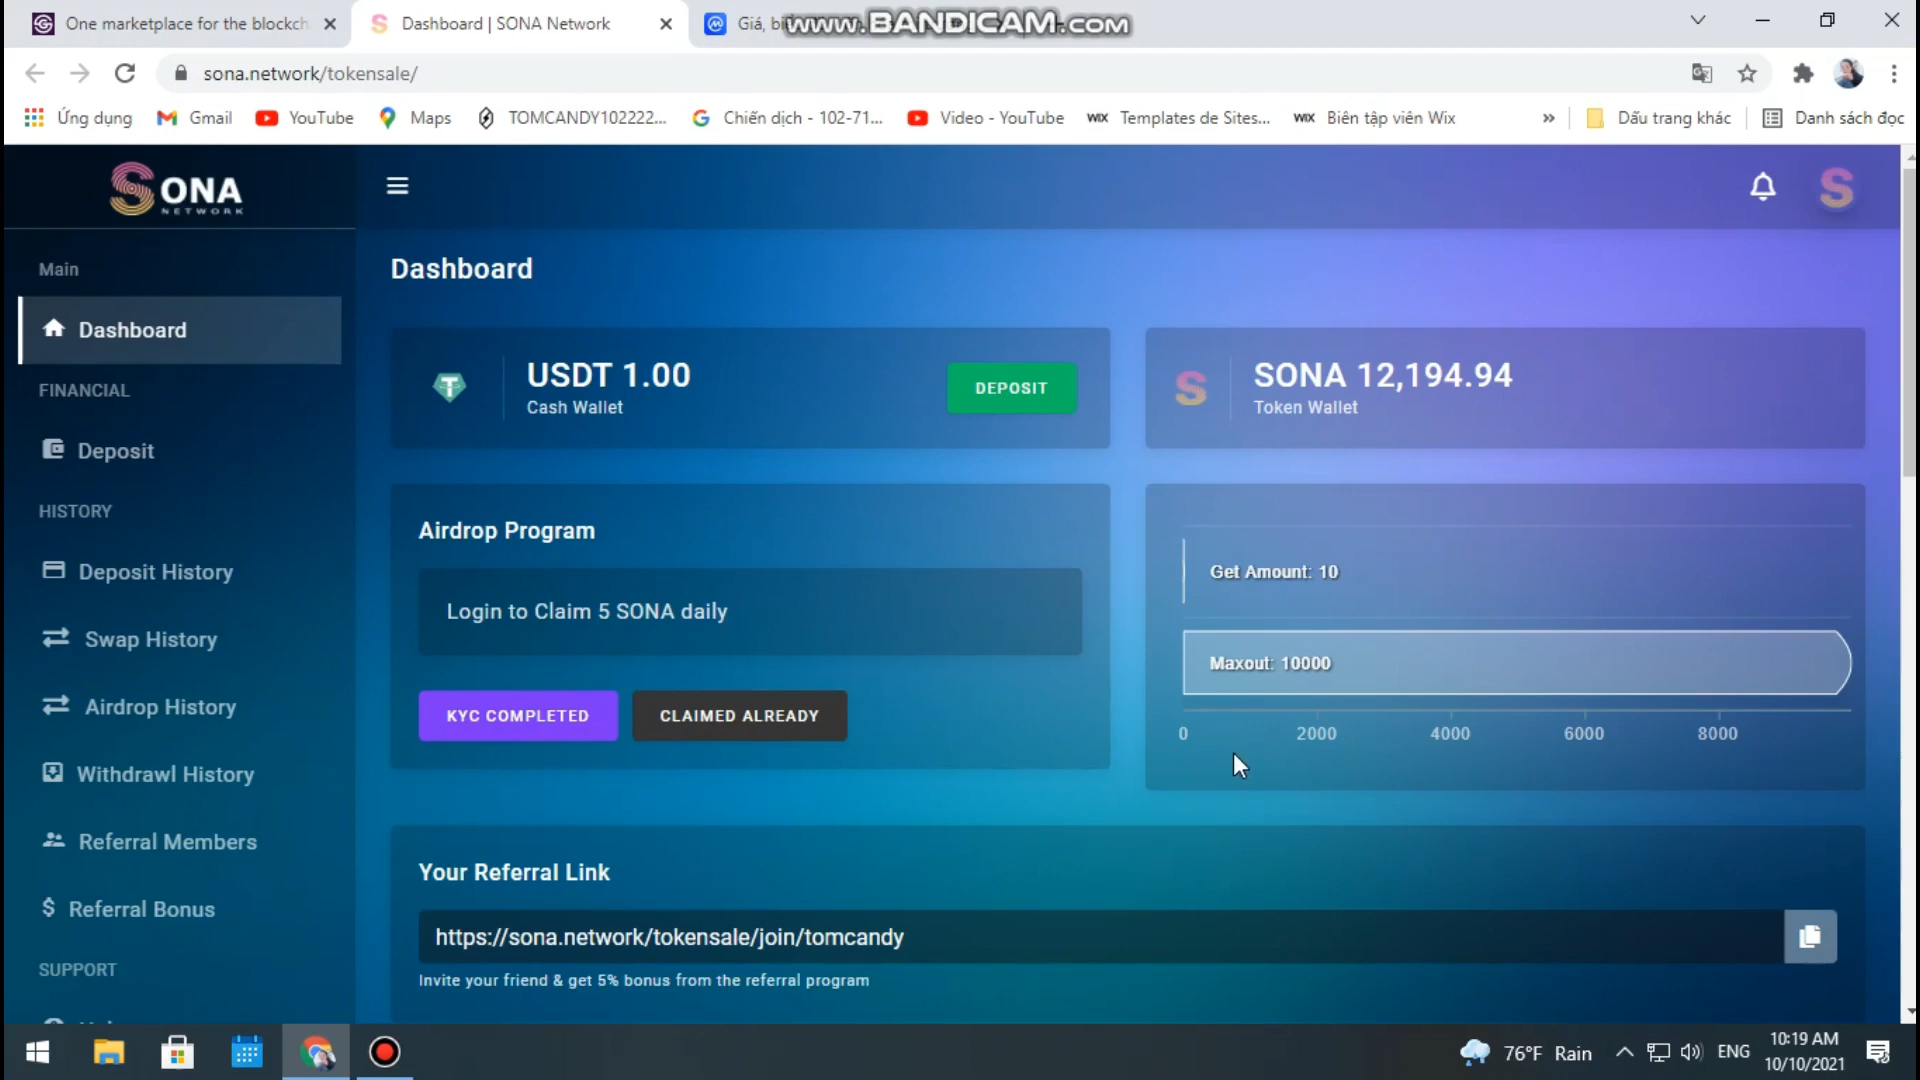 One marketplace for the blockch
Dashboard | SONA Network
Giá, bi
www.BANDICAM.com
sona.network/tokensale/
Ứng dụng
Gmail
YouTube
Maps
TOMCANDY102222...
Chiến dịch - 102-71...
Video - YouTube
WIX Templates de Sites...
WIX Biên tập viên Wix
»
Dấu trang khác
Danh sách đọc
SONA
NETWORK
Main
Dashboard
FINANCIAL
Deposit
HISTORY
Deposit History
Swap History
Airdrop History
Withdrawl History
Referral Members
Referral Bonus
SUPPORT
Dashboard
USDT 1.00
Cash Wallet
DEPOSIT
SONA 12,194.94
Token Wallet
Airdrop Program
Login to Claim 5 SONA daily
KYC COMPLETED
CLAIMED ALREADY
Get Amount: 10
Maxout: 10000
0 2000 4000 6000 8000
Your Referral Link
https://sona.network/tokensale/join/tomcandy
Invite your friend & get 5% bonus from the referral program
76°F Rain
ENG
10:19 AM
10/10/2021